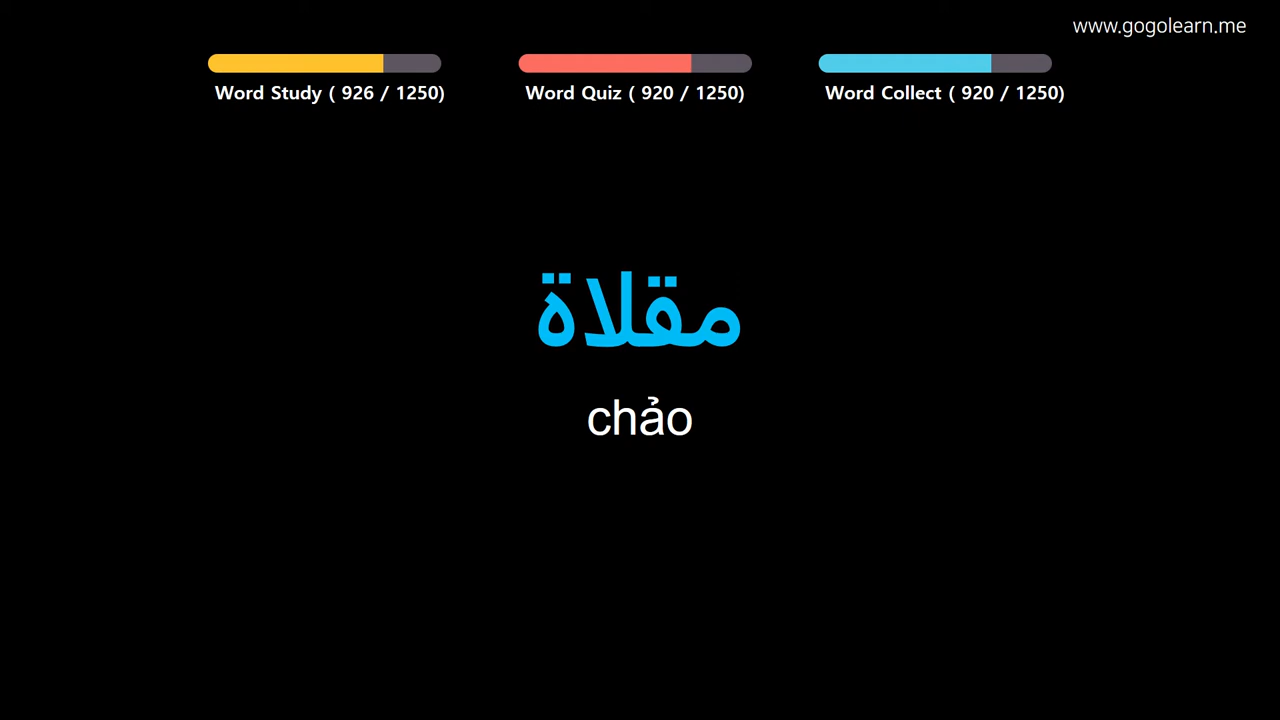 www.gogolearn.me
Word Study ( 926 / 1250)
Word Quiz ( 920 / 1250)
Word Collect ( 920 / 1250)
مقلاة
chảo